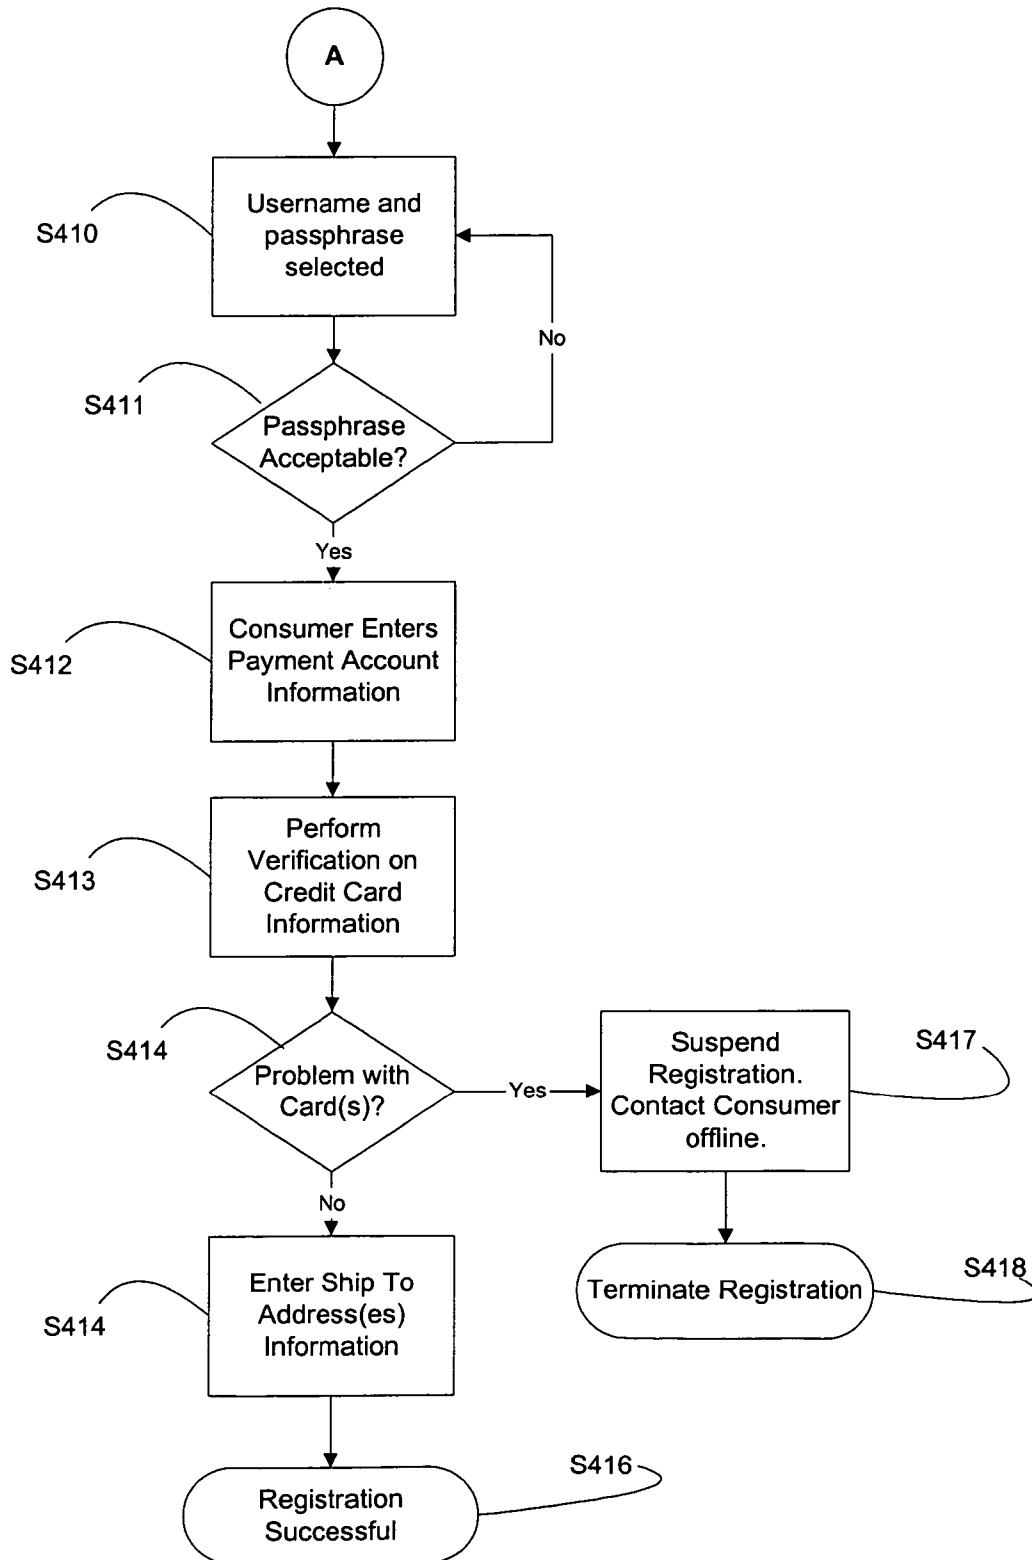 A
Username and
passphrase
selected
S410
No
S411
Passphrase
Acceptable?
Yes
Consumer Enters
Payment Account
Information
S412
Perform
Verification on
Credit Card
Information
S413
S414
Problem with
Card(s)?
Yes
Suspend
Registration.
Contact Consumer
offline.
S417
No
Enter Ship To
Address(es)
Information
S414
Terminate Registration
S418
S416
Registration
Successful